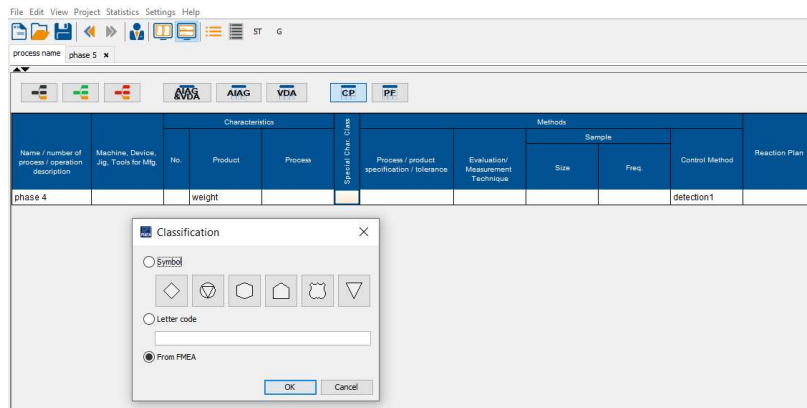 File Edit View Project Statistics Settings Help
ST G
process name phase 5 ×
AIAG &VDA AIAG VDA CP PF
Characteristics Methods
Sample
Name / number of process / operation description
Machine, Device, Jig, Tools for Mfg.
No.
Product
Process
Special Char. Class
Process / product specification / tolerance
Evaluation/ Measurement Technique
Size
Freq.
Control Method
Reaction Plan
phase 4 weight detection1
Classification
Symbol
Letter code
From FMEA
OK Cancel